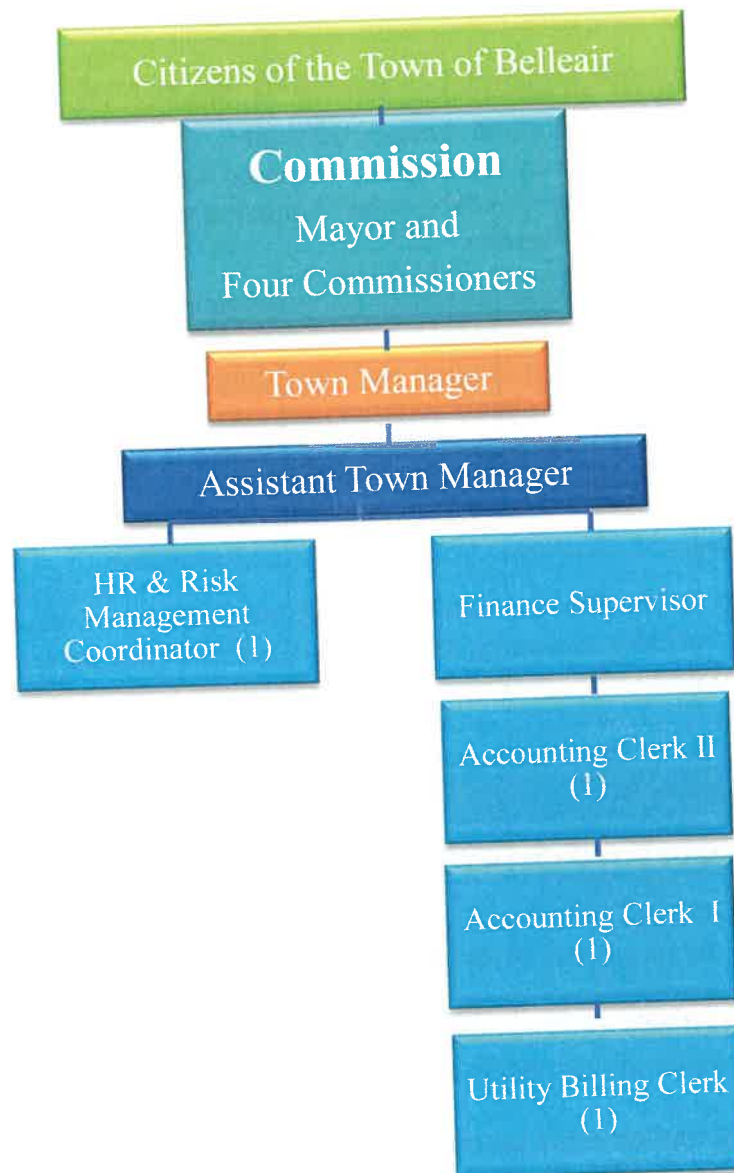 Citizens of the Town of Belleair
Commission
Mayor and
Four Commissioners
Town Manager
Assistant Town Manager
HR & Risk
Management
Coordinator (1)
Finance Supervisor
Accounting Clerk II
(1)
Accounting Clerk I
(1)
Utility Billing Clerk
(1)